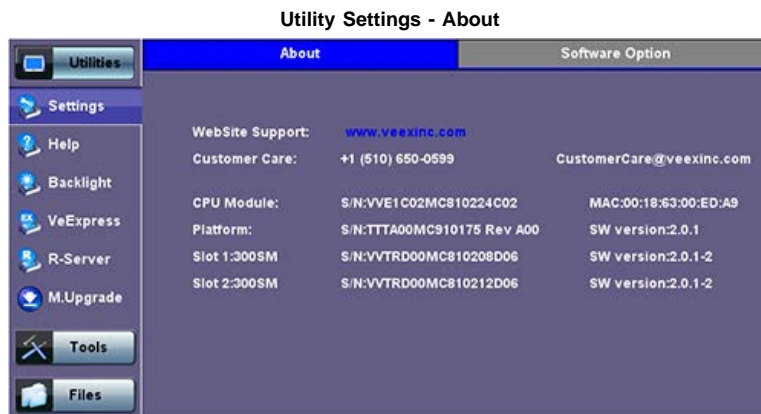 Utility Settings - About
Utilities
About
Software Option
Settings
Help
Backlight
EX
VeExpress
R-Server
M.Upgrade
Tools
Files
WebSite Support: www.veexinc.com
Customer Care: +1 (510) 650-0599 CustomerCare@veexinc.com
CPU Module: S/N:VVE1C02MC810224C02 MAC:00:18:63:00:ED:A9
Platform: S/N:TTTA00MC910175 Rev A00 SW version:2.0.1
Slot 1:300SM S/N:VVTRD00MC810208D06 SW version:2.0.1-2
Slot 2:300SM S/N:VVTRD00MC810212D06 SW version:2.0.1-2